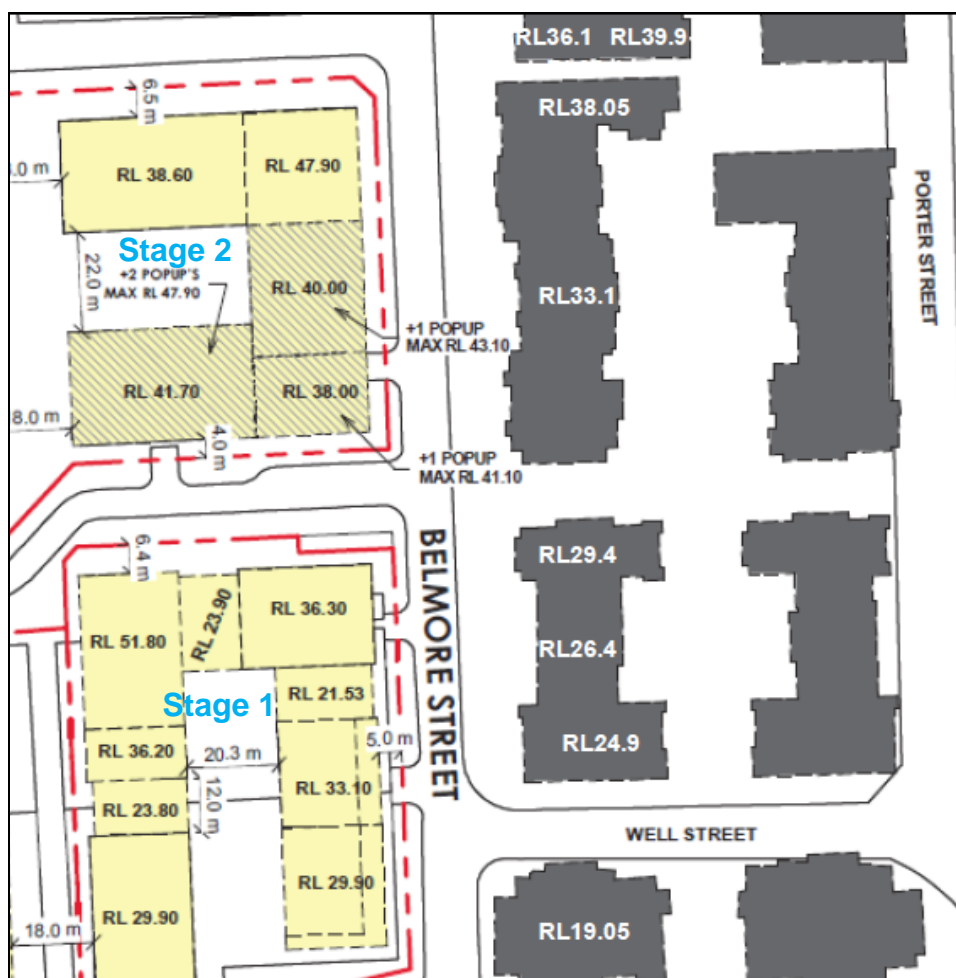 RL36.1 RL39.9
RL38.05
6.5 m
RL 38.60
RL 47.90
.0 m
PORTER STREET
Stage 2
22.0 m
+2 POPUP'S
MAX RL 47.90
RL 40.00
RL33.1
+1 POPUP
MAX RL 43.10
RL 41.70
RL 38.00
8.0 m
4.0 m
+1 POPUP
MAX RL 41.10
BELMORE STREET
6.4 m
RL29.4
RL 23.90
RL 36.30
RL 51.80
RL26.4
RL 21.53
Stage 1
RL24.9
5.0 m
RL 36.20
20.3 m
RL 33.10
RL 23.80
12.0 m
WELL STREET
RL 29.90
RL 29.90
18.0 m
RL19.05